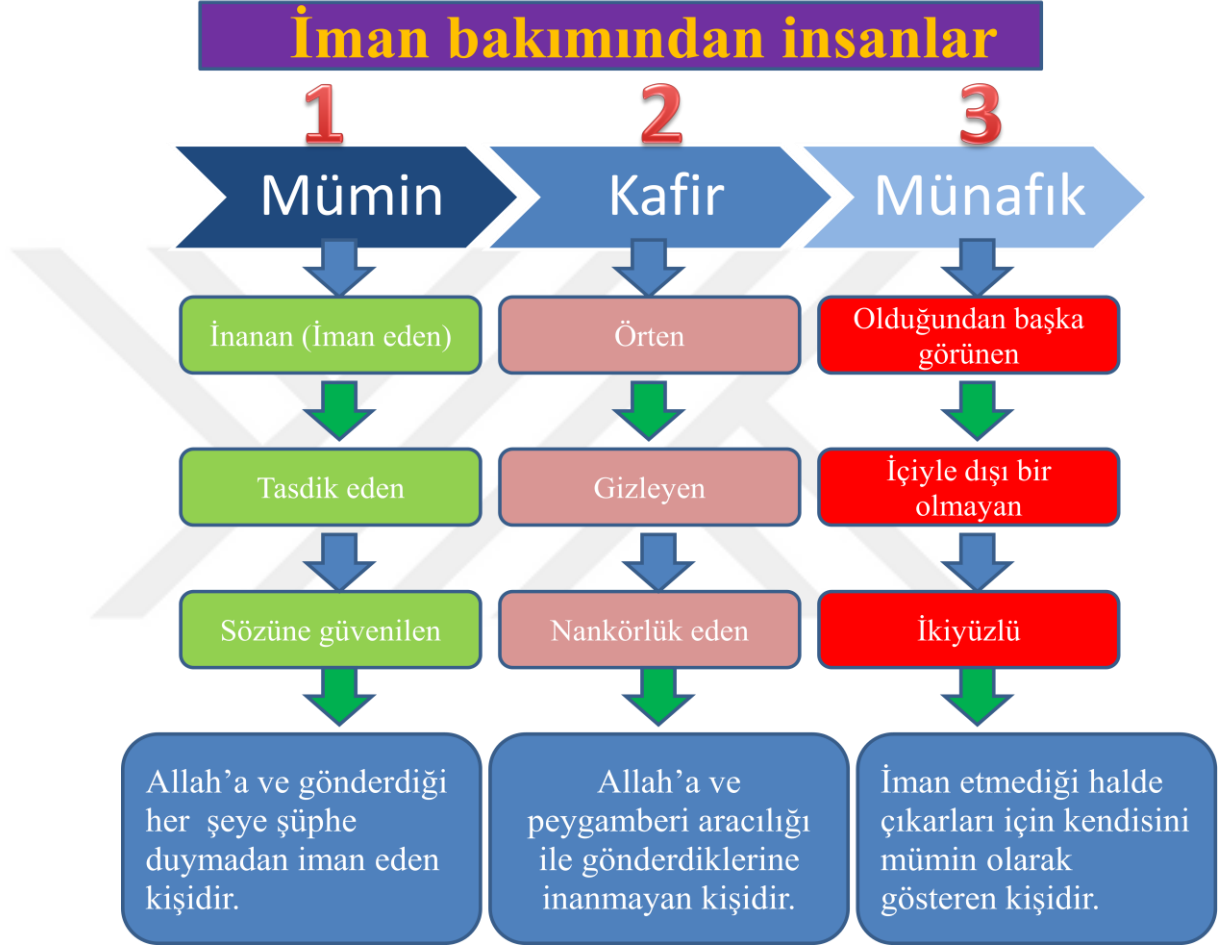 İman bakımından insanlar
1
2
3
Mümin
Kafir
Münafık
İnanan (İman eden)
Örten
Olduğundan başka
görünen
Tasdik eden
Gizleyen
İçiyle dışı bir
olmayan
Sözüne güvenilen
Nankörlük eden
İkiyüzlü
Allah’a ve gönderdiği
her  şeye şüphe
duymadan iman eden
kişidir.
Allah’a ve
peygamberi aracılığı
ile gönderdiklerine
inanmayan kişidir.
İman etmediği halde
çıkarları için kendisini
mümin olarak
gösteren kişidir.